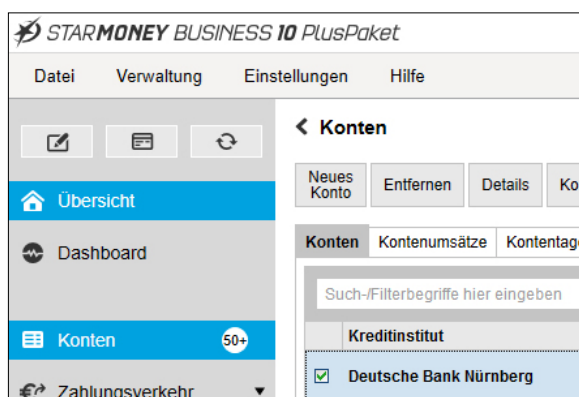 STARMONEY BUSINESS 10 PlusPaket
Datei Verwaltung Einstellungen Hilfe
Konten
Neues Konto Entfernen Details
Übersicht
Dashboard
Konten Kontenumsätze
Such-/Filterbegriffe hier eingeben
Konten 50+
Kreditinstitut
Deutsche Bank Nürnberg
Zahlungsverkehr